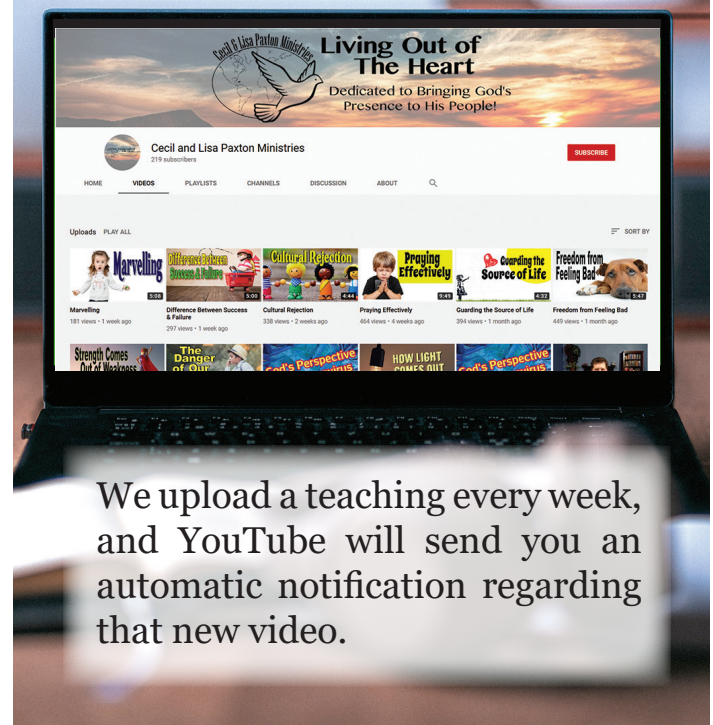 Cecil & Lisa Paxton Ministries
Living Out of
The Heart
Dedicated to Bringing God's
Presence to His People!
Cecil and Lisa Paxton Ministries
219 subscribers
SUBSCRIBE
HOME VIDEOS PLAYLISTS CHANNELS DISCUSSION ABOUT
Uploads PLAY ALL SORT BY
Marvelling
5:08
Difference Between
Success & Failure
5:00
Cultural Rejection
4:44
Praying
Effectively
9:49
Guarding the
Source of Life
4:32
Freedom from
Feeling Bad
5:47
Marvelling
181 views • 1 week ago
Difference Between Success
& Failure
297 views • 1 week ago
Cultural Rejection
338 views • 2 weeks ago
Praying Effectively
464 views • 4 weeks ago
Guarding the Source of Life
394 views • 1 month ago
Freedom from Feeling Bad
449 views • 1 month ago
Strength Comes
Out of Weakness
The
Danger
of Our
God's Perspective
HOW LIGHT
COMES OUT
God's Perspective
We upload a teaching every week,
and YouTube will send you an
automatic notification regarding
that new video.